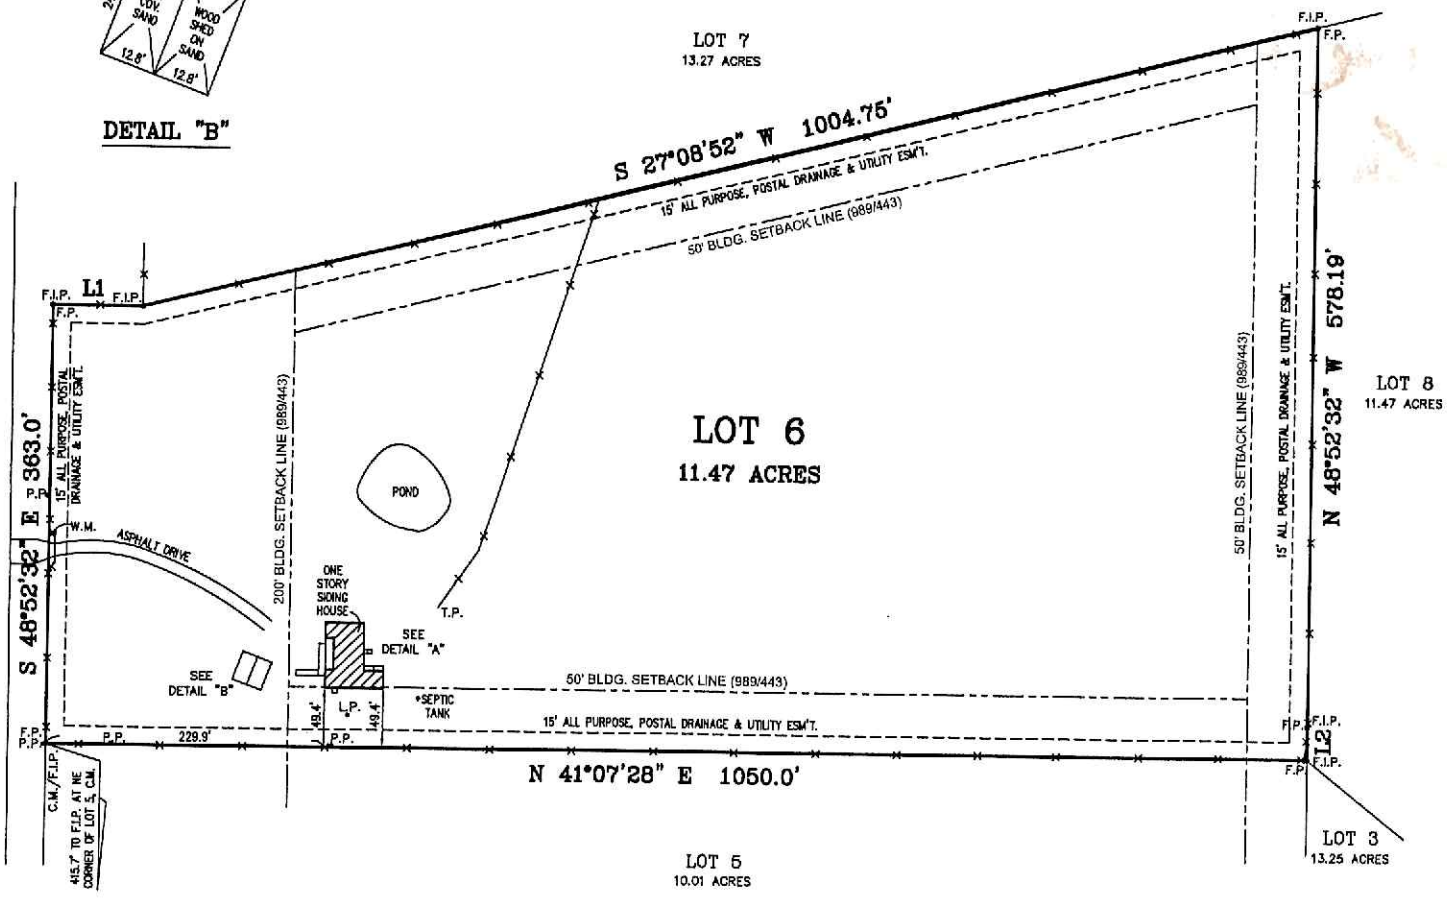 COV.
SAND
WOOD
SHED
ON
SAND
12.8'
12.8'
DETAIL "B"
LOT 7
13.27 ACRES
F.I.P.
F.P.
S 27°08'52" W 1004.75'
15' ALL PURPOSE, POSTAL DRAINAGE & UTILITY ESM'T.
50' BLDG. SETBACK LINE (989/443)
F.I.P.
L1
F.I.P.
F.P.
15' ALL PURPOSE, POSTAL
DRAINAGE & UTILITY ESM'T.
S 48°52'32" E 363.0'
P.P.
W.M.
ASPHALT DRIVE
200' BLDG. SETBACK LINE (989/443)
POND
LOT 6
11.47 ACRES
50' BLDG. SETBACK LINE (989/443)
15' ALL PURPOSE, POSTAL DRAINAGE & UTILITY ESM'T.
N 48°52'32" W 578.19'
LOT 8
11.47 ACRES
ONE
STORY
SIDING
HOUSE
T.P.
SEE
DETAIL "A"
SEE
DETAIL "B"
50' BLDG. SETBACK LINE (989/443)
49.4'
L.P.
49.4'
*SEPTIC
TANK
15' ALL PURPOSE, POSTAL DRAINAGE & UTILITY ESM'T.
F.P.
P.P.
P.P.
229.9'
P.P.
F.P.
F.I.P.
L2
F.P.
F.I.P.
N 41°07'28" E 1050.0'
C.M./F.I.P.
415.7' TO F.I.P. AT NE
CORNER OF LOT 5, C.M.
LOT 5
10.01 ACRES
LOT 3
13.25 ACRES